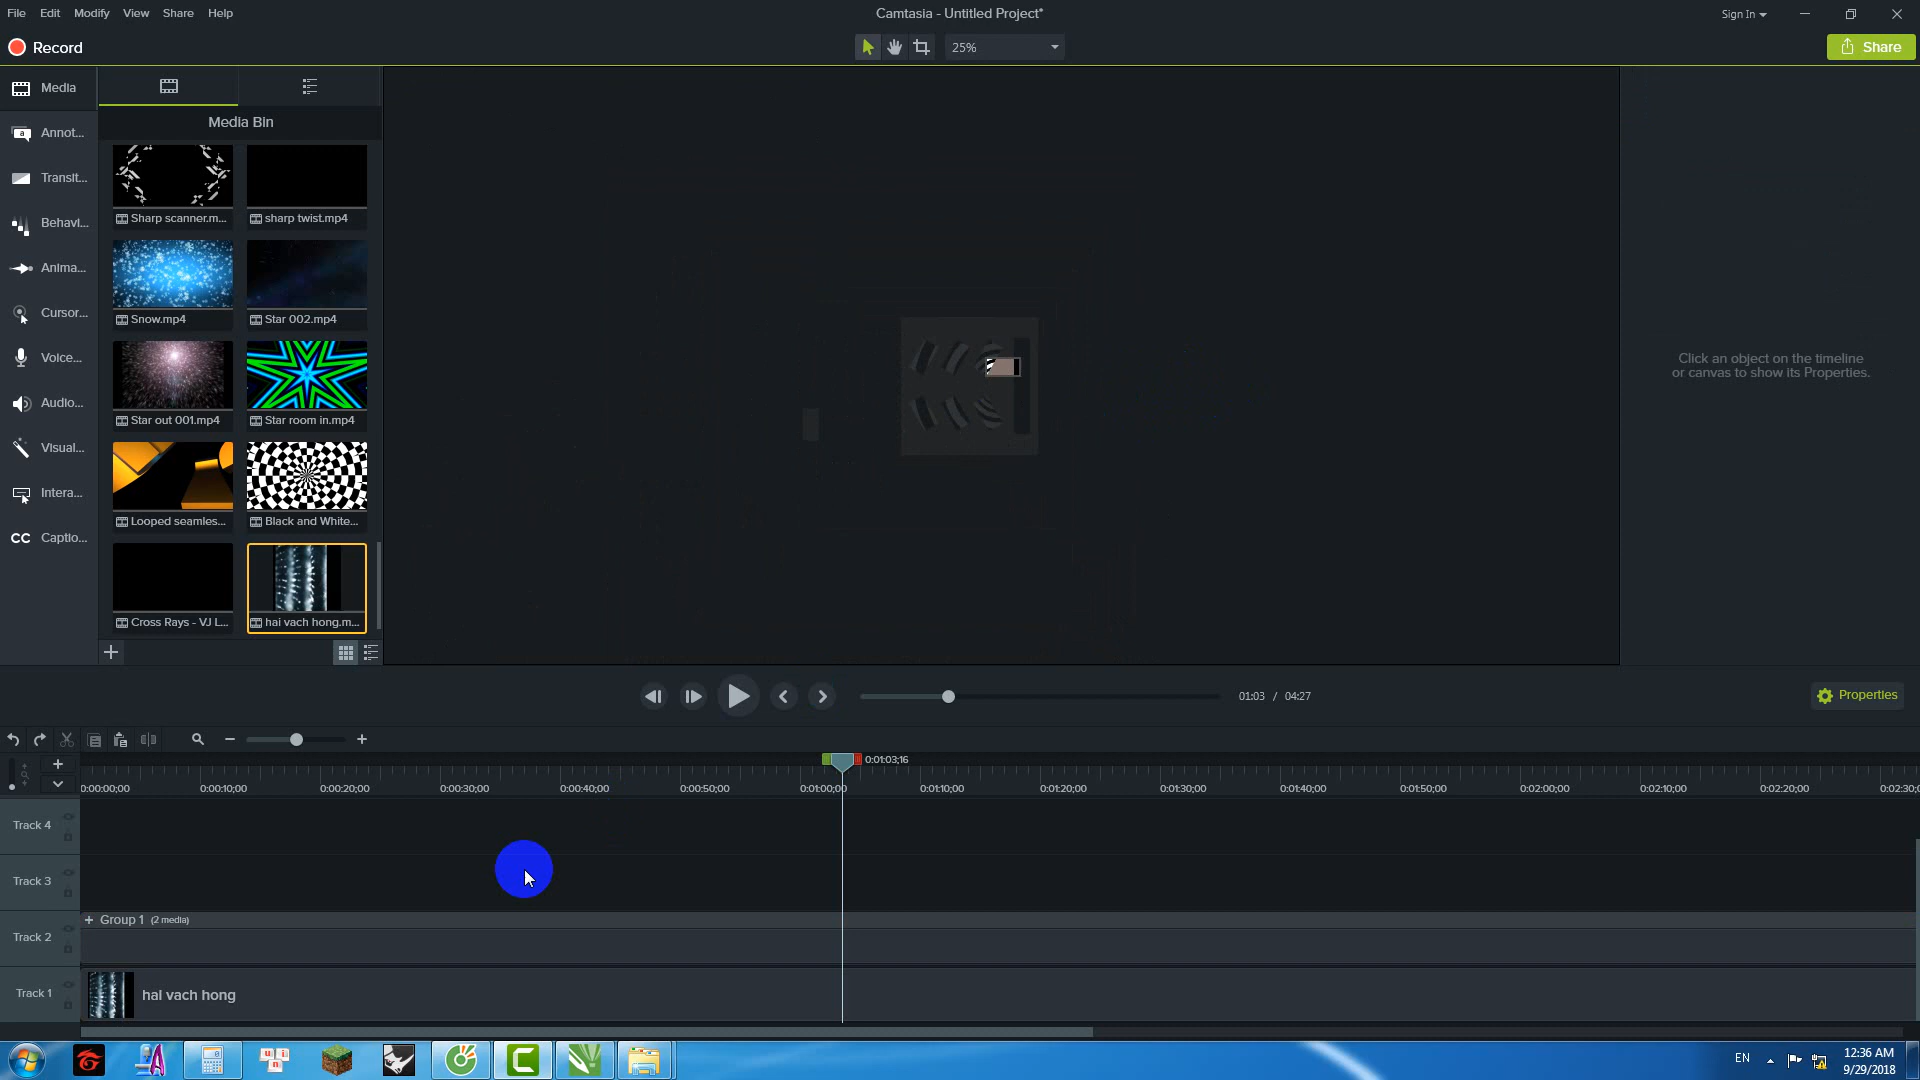 File Edit Modify View Share Help
Camtasia - Untitled Project*
Sign In
Record
25%
Share
Media
Annot...
Transit...
Behavi...
Anima...
Cursor...
Voice...
Audio...
Visual...
Intera...
CC Captio...
Media Bin
Sharp scanner.m... sharp twist.mp4
Snow.mp4 Star 002.mp4
Star out 001.mp4 Star room in.mp4
Looped seamles... Black and White...
Cross Rays - VJ L... hai vach hong.m...
Click an object on the timeline
or canvas to show its Properties.
01:03 / 04:27
Properties
0:01:03;16
0:00:00;00 0:00:10;00 0:00:20;00 0:00:30;00 0:00:40;00 0:00:50;00 0:01:00;00 0:01:10;00 0:01:20;00 0:01:30;00 0:01:40;00 0:01:50;00 0:02:00;00 0:02:10;00 0:02:20;00 0:02:30;0
Track 4
Track 3
Group 1 (2 media)
Track 2
Track 1
hai vach hong
EN
12:36 AM
9/29/2018